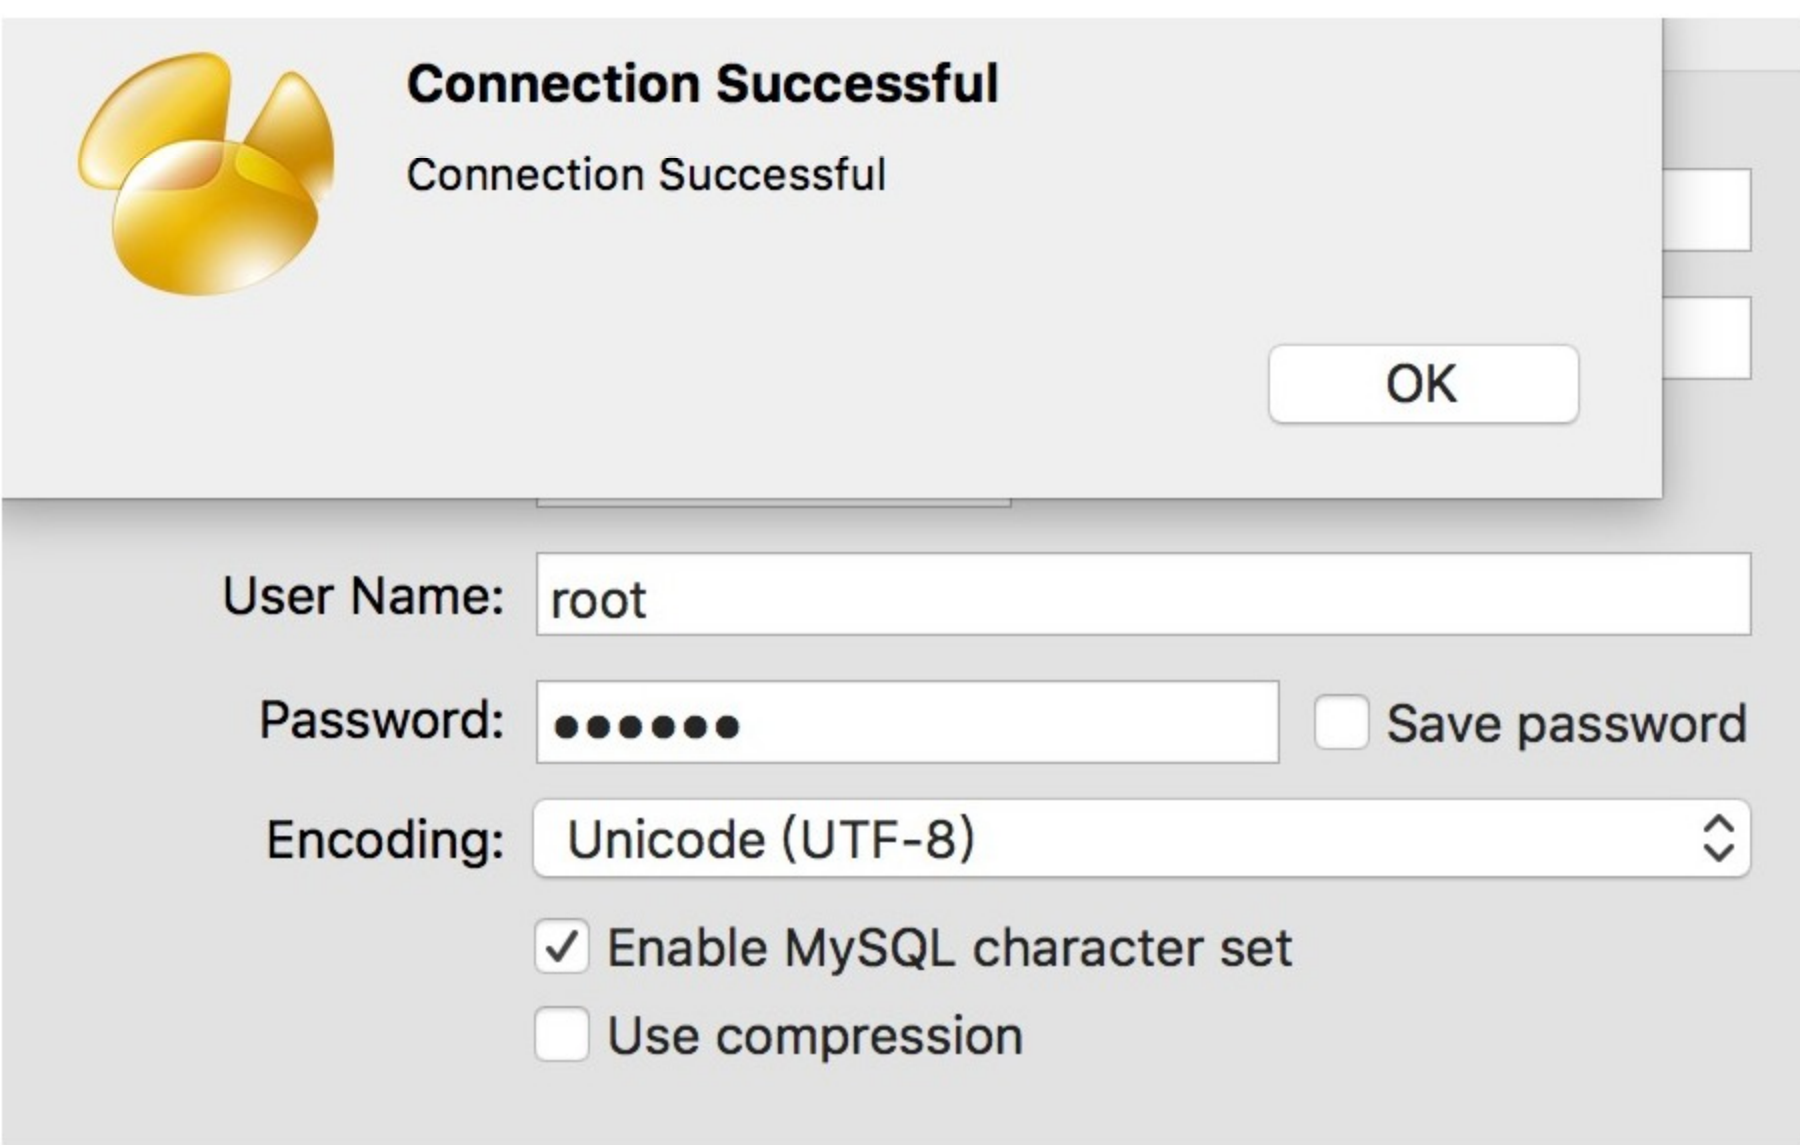 Connection Successful
Connection Successful
OK
User Name: root
Password: ●●●●●● Save password
Encoding: Unicode (UTF-8)
Enable MySQL character set
Use compression